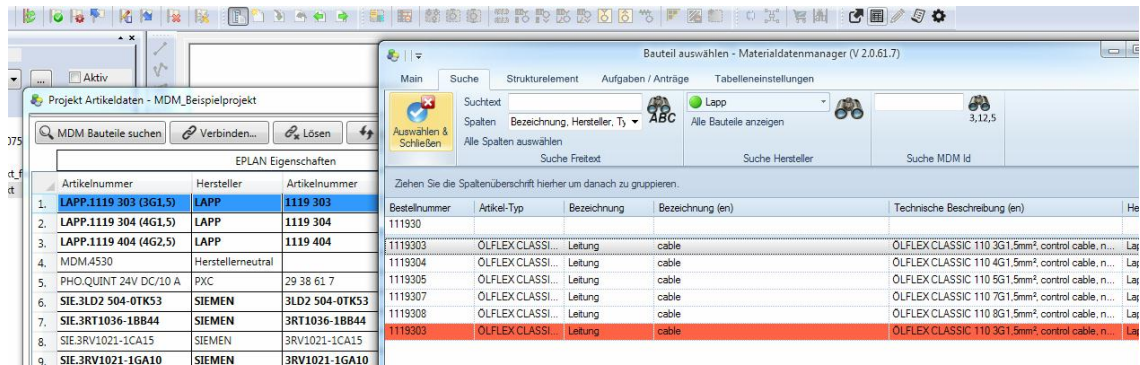 Aktiv
Projekt Artikeldaten - MDM_Beispielprojekt
MDM Bauteile suchen
Verbinden...
Lösen
EPLAN Eigenschaften
Artikelnummer Hersteller Artikelnummer
1. LAPP.1119 303 (3G1,5) LAPP 1119 303
2. LAPP.1119 304 (4G1,5) LAPP 1119 304
3. LAPP.1119 404 (4G2,5) LAPP 1119 404
4. MDM.4530 Herstellerneutral
5. PHO.QUINT 24V DC/10 A PXC 29 38 61 7
6. SIE.3LD2 504-0TK53 SIEMEN 3LD2 504-0TK53
7. SIE.3RT1036-1BB44 SIEMEN 3RT1036-1BB44
8. SIE.3RV1021-1CA15 SIEMEN 3RV1021-1CA15
9. SIE.3RV1021-1GA10 SIEMEN 3RV1021-1GA10
Bauteil auswählen - Materialdatenmanager (V 2.0.61.7)
Main Suche Strukturelement Aufgaben / Anträge Tabelleneinstellungen
Auswählen &
Schließen
Suchtext
Spalten Bezeichnung, Hersteller, Ty
ABC
Alle Spalten auswählen
Suche Freitext
Lapp
Alle Bauteile anzeigen
Suche Hersteller
3,12,5
Suche MDM Id
Ziehen Sie die Spaltenüberschrift hierher um danach zu gruppieren.
Bestellnummer Artikel-Typ Bezeichnung Bezeichnung (en) Technische Beschreibung (en) He
111930
1119303 ÖLFLEX CLASSI... Leitung cable ÖLFLEX CLASSIC 110 3G1,5mm², control cable, n... Lap
1119304 ÖLFLEX CLASSI... Leitung cable ÖLFLEX CLASSIC 110 4G1,5mm², control cable, n... Lap
1119305 ÖLFLEX CLASSI... Leitung cable ÖLFLEX CLASSIC 110 5G1,5mm², control cable, n... Lap
1119307 ÖLFLEX CLASSI... Leitung cable ÖLFLEX CLASSIC 110 7G1,5mm², control cable, n... Lap
1119308 ÖLFLEX CLASSI... Leitung cable ÖLFLEX CLASSIC 110 8G1,5mm², control cable, n... Lap
1119303 ÖLFLEX CLASSI... Leitung cable ÖLFLEX CLASSIC 110 3G1,5mm², control cable, n... Lap